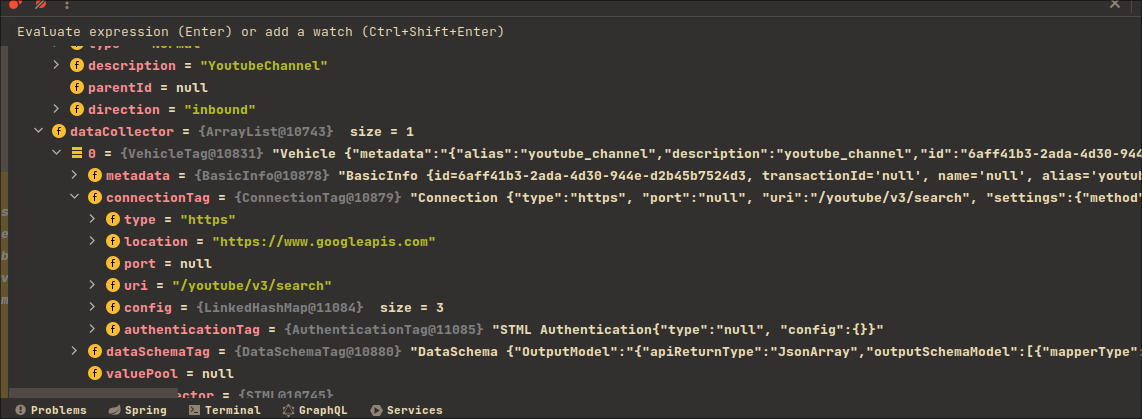 Evaluate expression (Enter) or add a watch (Ctrl+Shift+Enter)
type = "Normal"
description = "YoutubeChannel"
parentId = null
direction = "inbound"
dataCollector = {ArrayList@10743} size = 1
0 = {VehicleTag@10831} "Vehicle {"metadata":"{"alias":"youtube_channel","description":"youtube_channel","id":"6aff41b3-2ada-4d30-944
metadata = {BasicInfo@10878} "BasicInfo {id=6aff41b3-2ada-4d30-944e-d2b45b7524d3, transactionId='null', name='null', alias='youtub
connectionTag = {ConnectionTag@10879} "Connection {"type":"https", "port":"null", "uri":"/youtube/v3/search", "settings":{"method"
type = "https"
location = "https://www.googleapis.com"
port = null
uri = "/youtube/v3/search"
config = {LinkedHashMap@11084} size = 3
authenticationTag = {AuthenticationTag@11085} "STML Authentication{"type":"null", "config":{}}"
dataSchemaTag = {DataSchemaTag@10880} "DataSchema {"OutputModel":"{"apiReturnType":"JsonArray","outputSchemaModel":[{"mapperType":
valuePool = null
ector = {STML@10745}
s
e
b
v
m
Problems Spring Terminal GraphQL Services